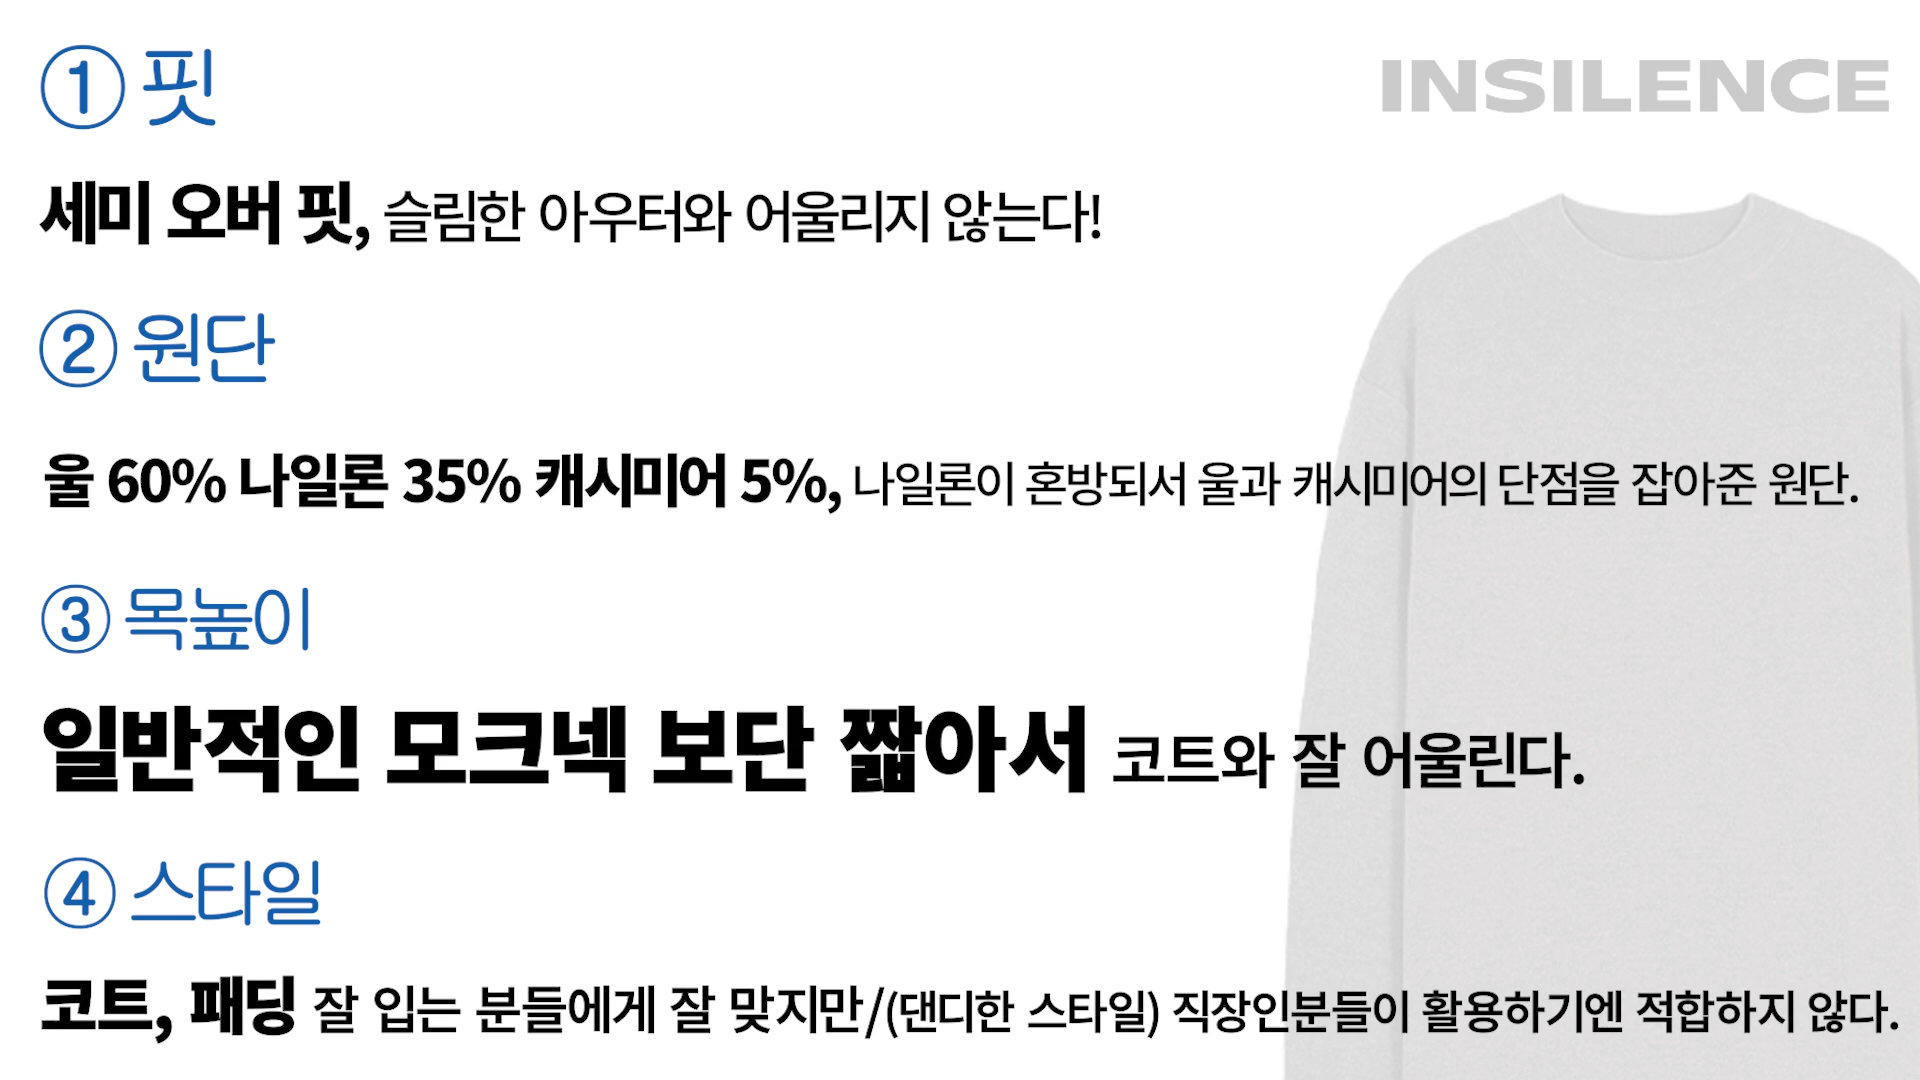 ① 핏
INSILENCE
세미 오버 핏, 슬림한 아우터와 어울리지 않는다!
② 원단
울 60% 나일론 35% 캐시미어 5%, 나일론이 혼방되서 울과 캐시미어의 단점을 잡아준 원단.
③ 목높이
일반적인 모크넥 보단 짧아서 코트와 잘 어울린다.
④ 스타일
코트, 패딩 잘 입는 분들에게 잘 맞지만/(댄디한 스타일) 직장인분들이 활용하기엔 적합하지 않다.